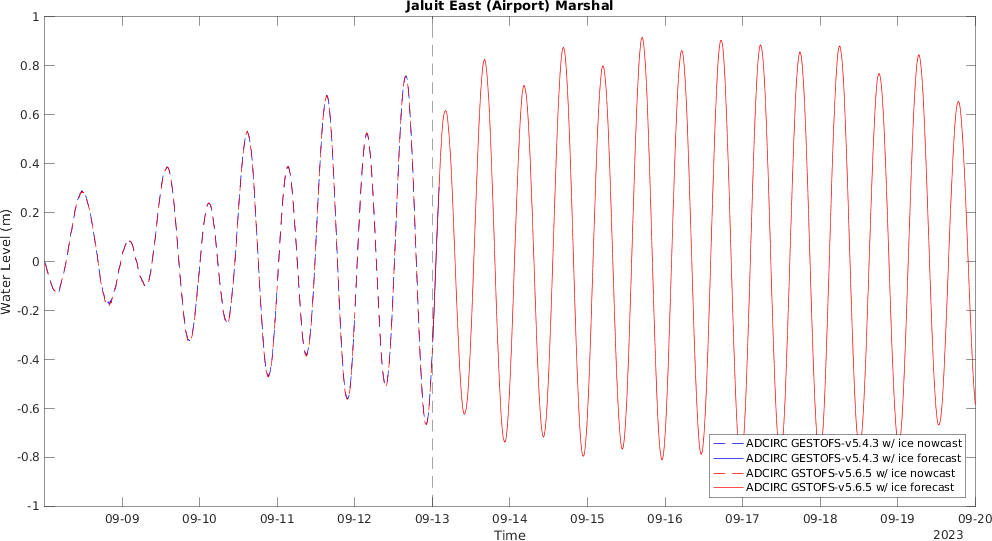 Jaluit East (Airport) Marshal
1
0.8
0.6
0.4
0.2
0
-0.2
-0.4
-0.6
-0.8
-1
Water Level (m)
ADCIRC GESTOFS-v5.4.3 w/ ice nowcast
ADCIRC GESTOFS-v5.4.3 w/ ice forecast
ADCIRC GSTOFS-v5.6.5 w/ ice nowcast
ADCIRC GSTOFS-v5.6.5 w/ ice forecast
09-09 09-10 09-11 09-12 09-13 09-14 09-15 09-16 09-17 09-18 09-19 09-20
Time
2023